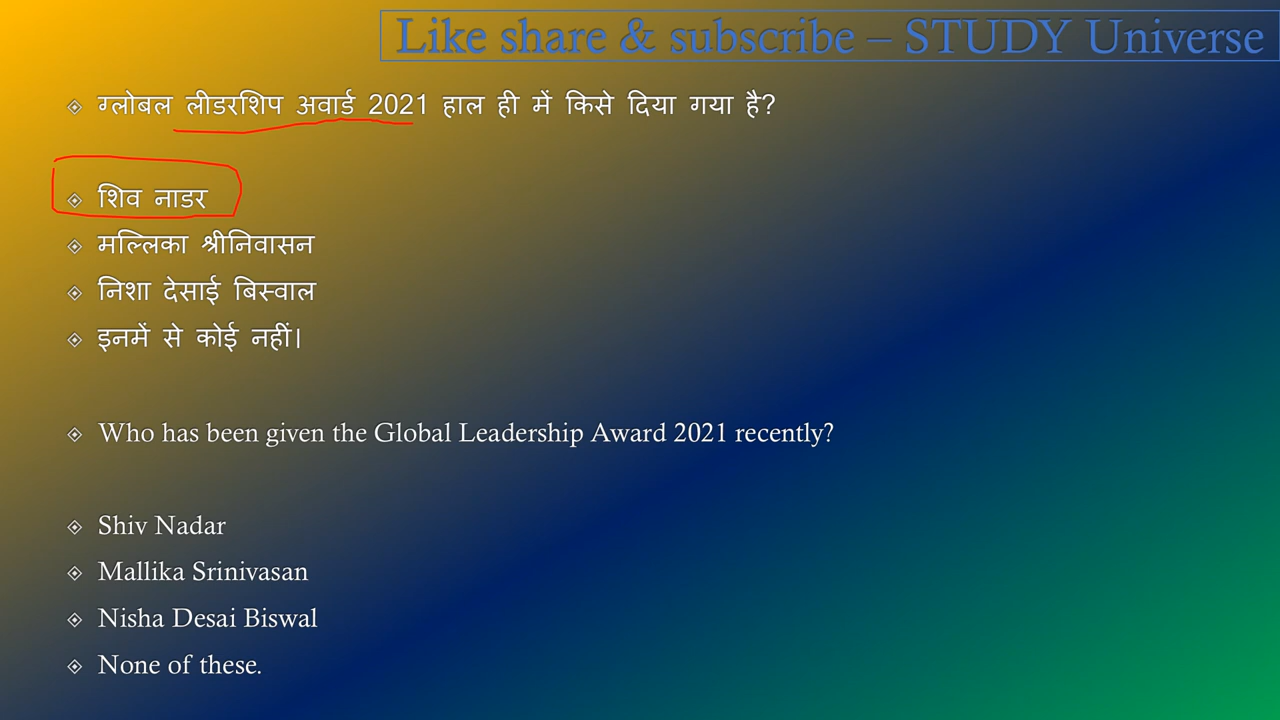 Like share & subscribe – STUDY Universe
ग्लोबल लीडरशिप अवार्ड 2021 हाल ही में किसे दिया गया है?
शिव नाडर
मल्लिका श्रीनिवासन
निशा देसाई बिस्वाल
इनमें से कोई नहीं।
Who has been given the Global Leadership Award 2021 recently?
Shiv Nadar
Mallika Srinivasan
Nisha Desai Biswal
None of these.